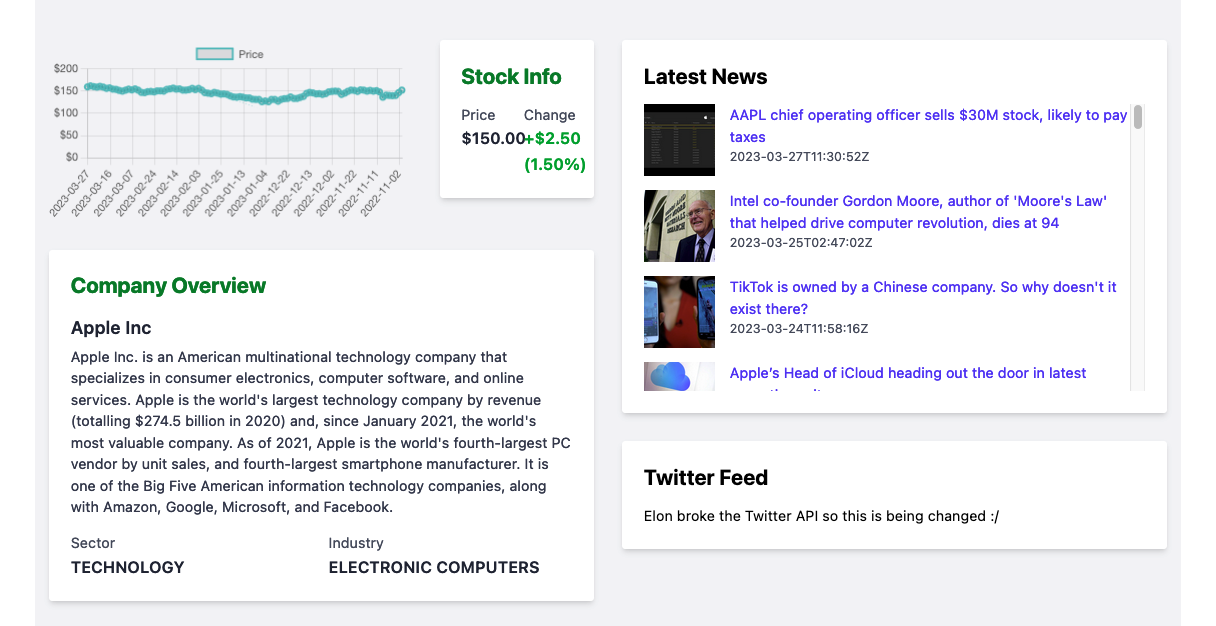 Price
$200
$150
$100
$50
$0
2023-03-27
2023-03-16
2023-03-07
2023-02-24
2023-02-14
2023-02-03
2023-01-25
2023-01-13
2023-01-04
2022-12-22
2022-12-13
2022-12-02
2022-11-22
2022-11-11
2022-11-02
Stock Info
Price Change
$150.00 +$2.50
(1.50%)
Company Overview
Apple Inc
Apple Inc. is an American multinational technology company that
specializes in consumer electronics, computer software, and online
services. Apple is the world's largest technology company by revenue
(totalling $274.5 billion in 2020) and, since January 2021, the world's
most valuable company. As of 2021, Apple is the world's fourth-largest PC
vendor by unit sales, and fourth-largest smartphone manufacturer. It is
one of the Big Five American information technology companies, along
with Amazon, Google, Microsoft, and Facebook.
Sector Industry
TECHNOLOGY ELECTRONIC COMPUTERS
Latest News
AAPL chief operating officer sells $30M stock, likely to pay
taxes
2023-03-27T11:30:52Z
Intel co-founder Gordon Moore, author of 'Moore's Law'
that helped drive computer revolution, dies at 94
2023-03-25T02:47:02Z
TikTok is owned by a Chinese company. So why doesn't it
exist there?
2023-03-24T11:58:16Z
Apple’s Head of iCloud heading out the door in latest
Twitter Feed
Elon broke the Twitter API so this is being changed :/